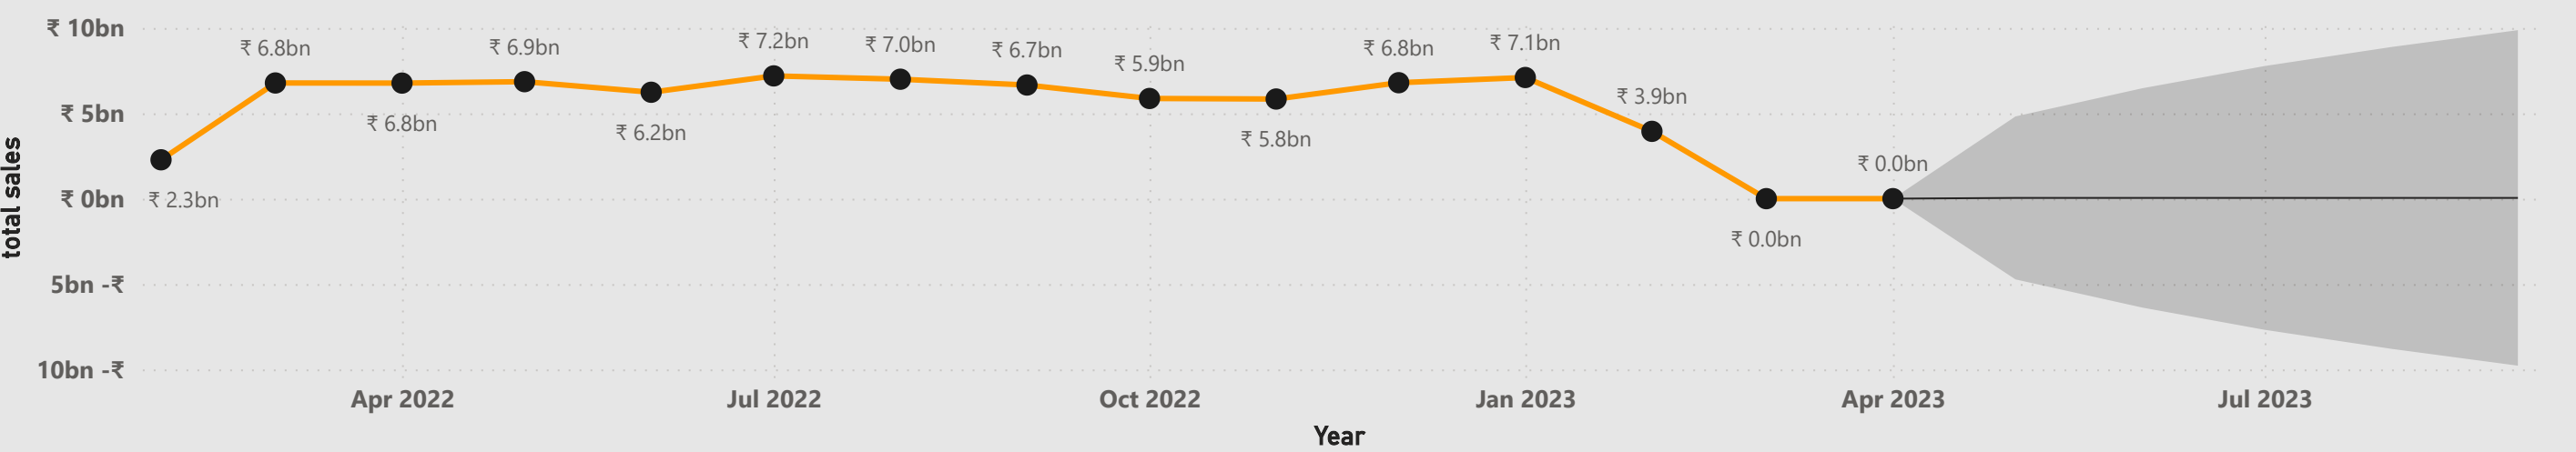 total sales
₹ 10bn
₹ 5bn
₹ 0bn
5bn -₹
10bn -₹
₹ 2.3bn
₹ 6.8bn
₹ 6.8bn
₹ 6.9bn
₹ 6.2bn
₹ 7.2bn
₹ 7.0bn
₹ 6.7bn
₹ 5.9bn
₹ 5.8bn
₹ 6.8bn
₹ 7.1bn
₹ 3.9bn
₹ 0.0bn
₹ 0.0bn
Apr 2022
Jul 2022
Oct 2022
Jan 2023
Apr 2023
Jul 2023
Year